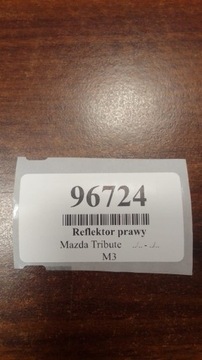 96724
Reflektor prawy
Mazda Tribute ../.. - ../..
M3